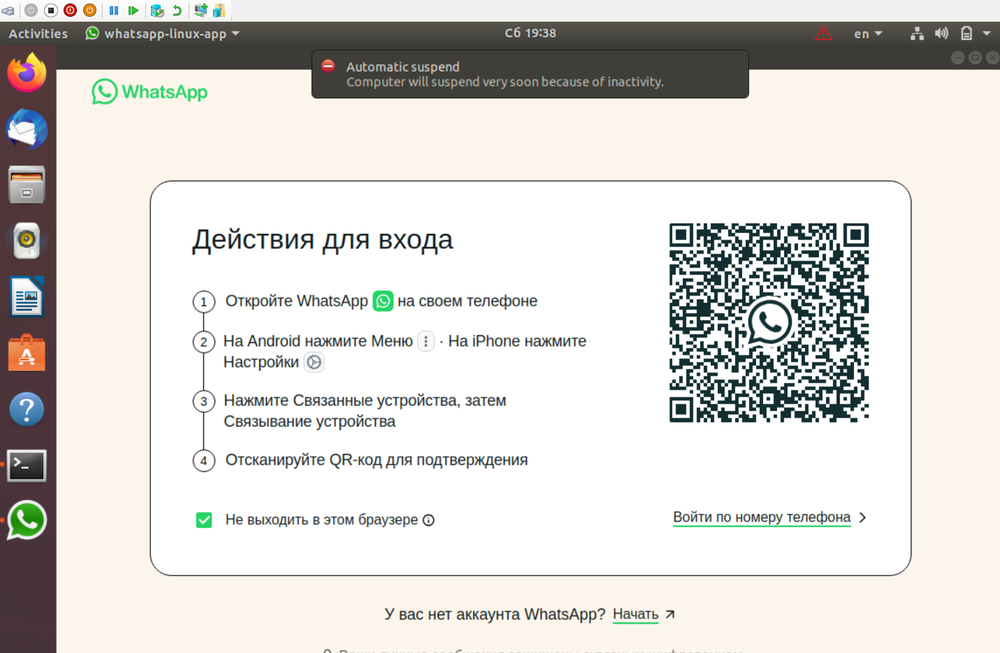 Activities
whatsapp-linux-app
Сб 19:38
en
Automatic suspend
Computer will suspend very soon because of inactivity.
WhatsApp
Действия для входа
1 Откройте WhatsApp на своем телефоне
2 На Android нажмите Меню · На iPhone нажмите
Настройки
3 Нажмите Связанные устройства, затем
Связывание устройства
4 Отсканируйте QR-код для подтверждения
Не выходить в этом браузере
Войти по номеру телефона
У вас нет аккаунта WhatsApp? Начать